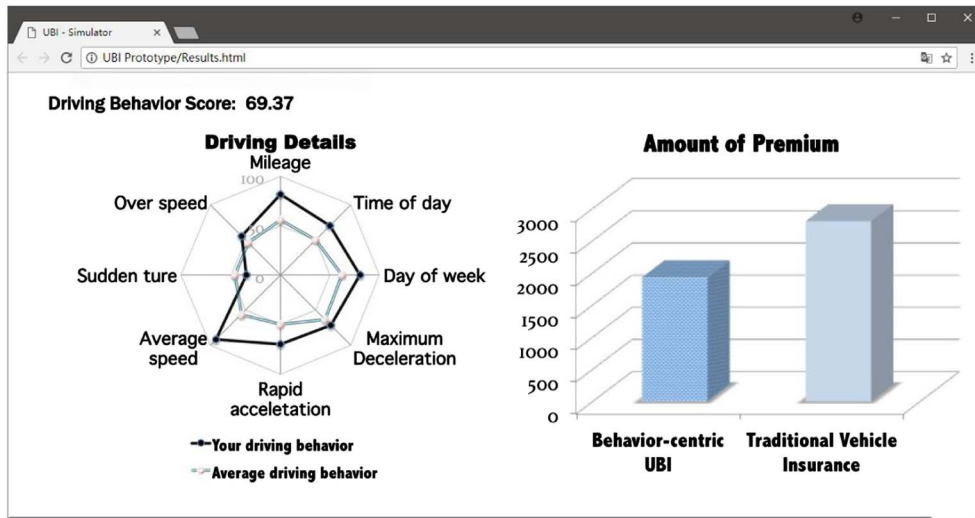 UBI - Simulator
UBI Prototype/Results.html
Driving Behavior Score: 69.37
Driving Details
Mileage
100
Over speed
Time of day
50
Sudden ture
0
Day of week
Average
speed
Maximum
Deceleration
Rapid
acceletation
Your driving behavior
Average driving behavior
Amount of Premium
3000
2500
2000
1500
1000
500
0
Behavior-centric
UBI
Traditional Vehicle
Insurance